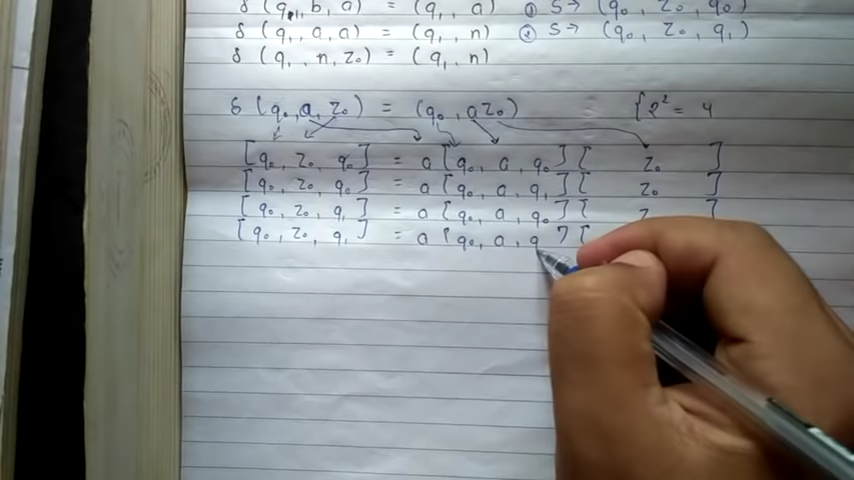 δ (q₁, b, a) = (q₁, a) ① S → (q₀, z₀, q₀)
δ (q₁, a, a) = (q₁, n) ② S → (q₀, z₀, q₁)
δ (q₁, n, z₀) = (q₁, n)
δ (q₀, a, z₀) = (q₀, a z₀) { 2² = 4
[q₀, z₀, q₀] = a [q₀, a, q₀] [ z₀ ]
[q₀, z₀, q₀] = a [q₀, a, q₁] [ z₀ ]
[q₀, z₀, q₁] = a [q₀, a, q₀] [ z ]
[q₀, z₀, q₁] = a [q₀, a, q ] [